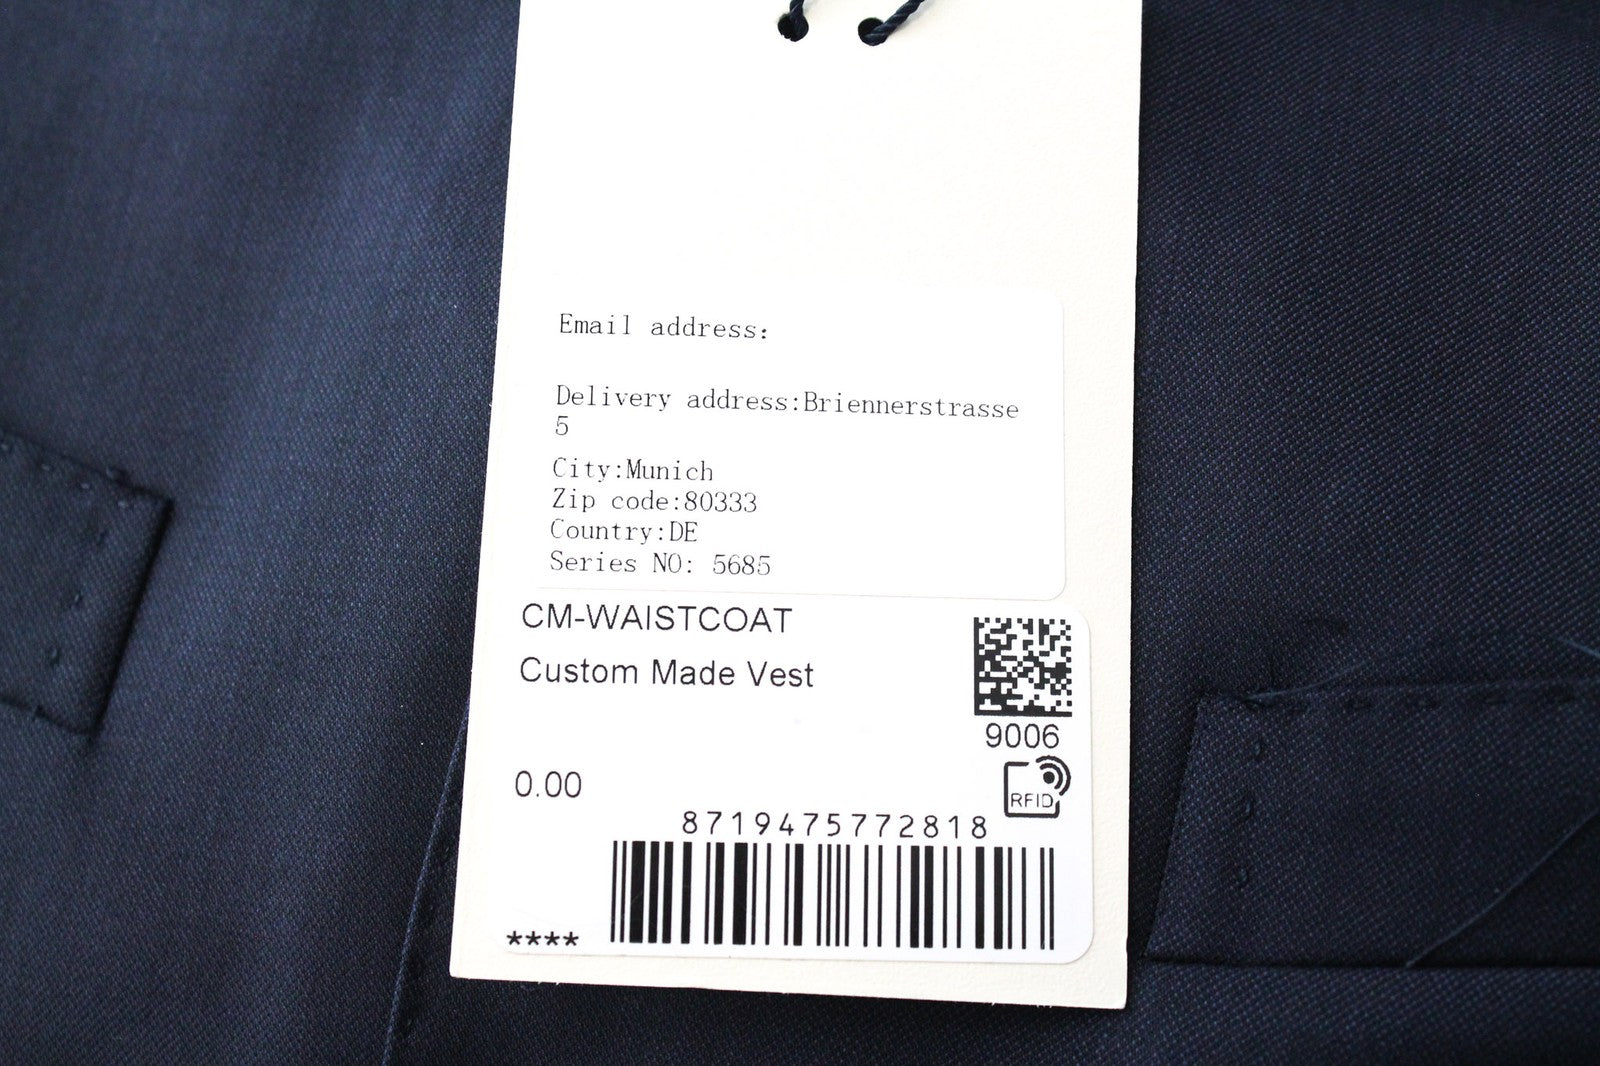 Email address:
Delivery address:Briennerstrasse
5
City:Munich
Zip code:80333
Country:DE
Series NO: 5685
CM-WAISTCOAT
Custom Made Vest
9006
0.00
RFID
8719475772818
****